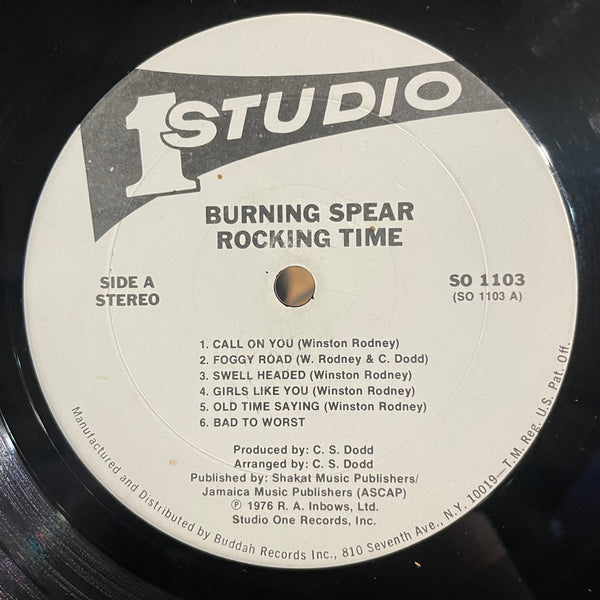 1 STUDIO
BURNING SPEAR
ROCKING TIME
SIDE A
STEREO
SO 1103
(SO 1103 A)
1. CALL ON YOU (Winston Rodney)
2. FOGGY ROAD (W. Rodney & C. Dodd)
3. SWELL HEADED (Winston Rodney)
4. GIRLS LIKE YOU (Winston Rodney)
5. OLD TIME SAYING (Winston Rodney)
6. BAD TO WORST
Produced by: C. S. Dodd
Arranged by: C. S. Dodd
Published by: Shakat Music Publishers/
Jamaica Music Publishers (ASCAP)
Ⓟ 1976 R. A. Inbows, Ltd.
Studio One Records, Inc.
Manufactured and Distributed by Buddah Records Inc., 810 Seventh Ave., N.Y. 10019—T.M. Reg. U.S. Pat. Off.